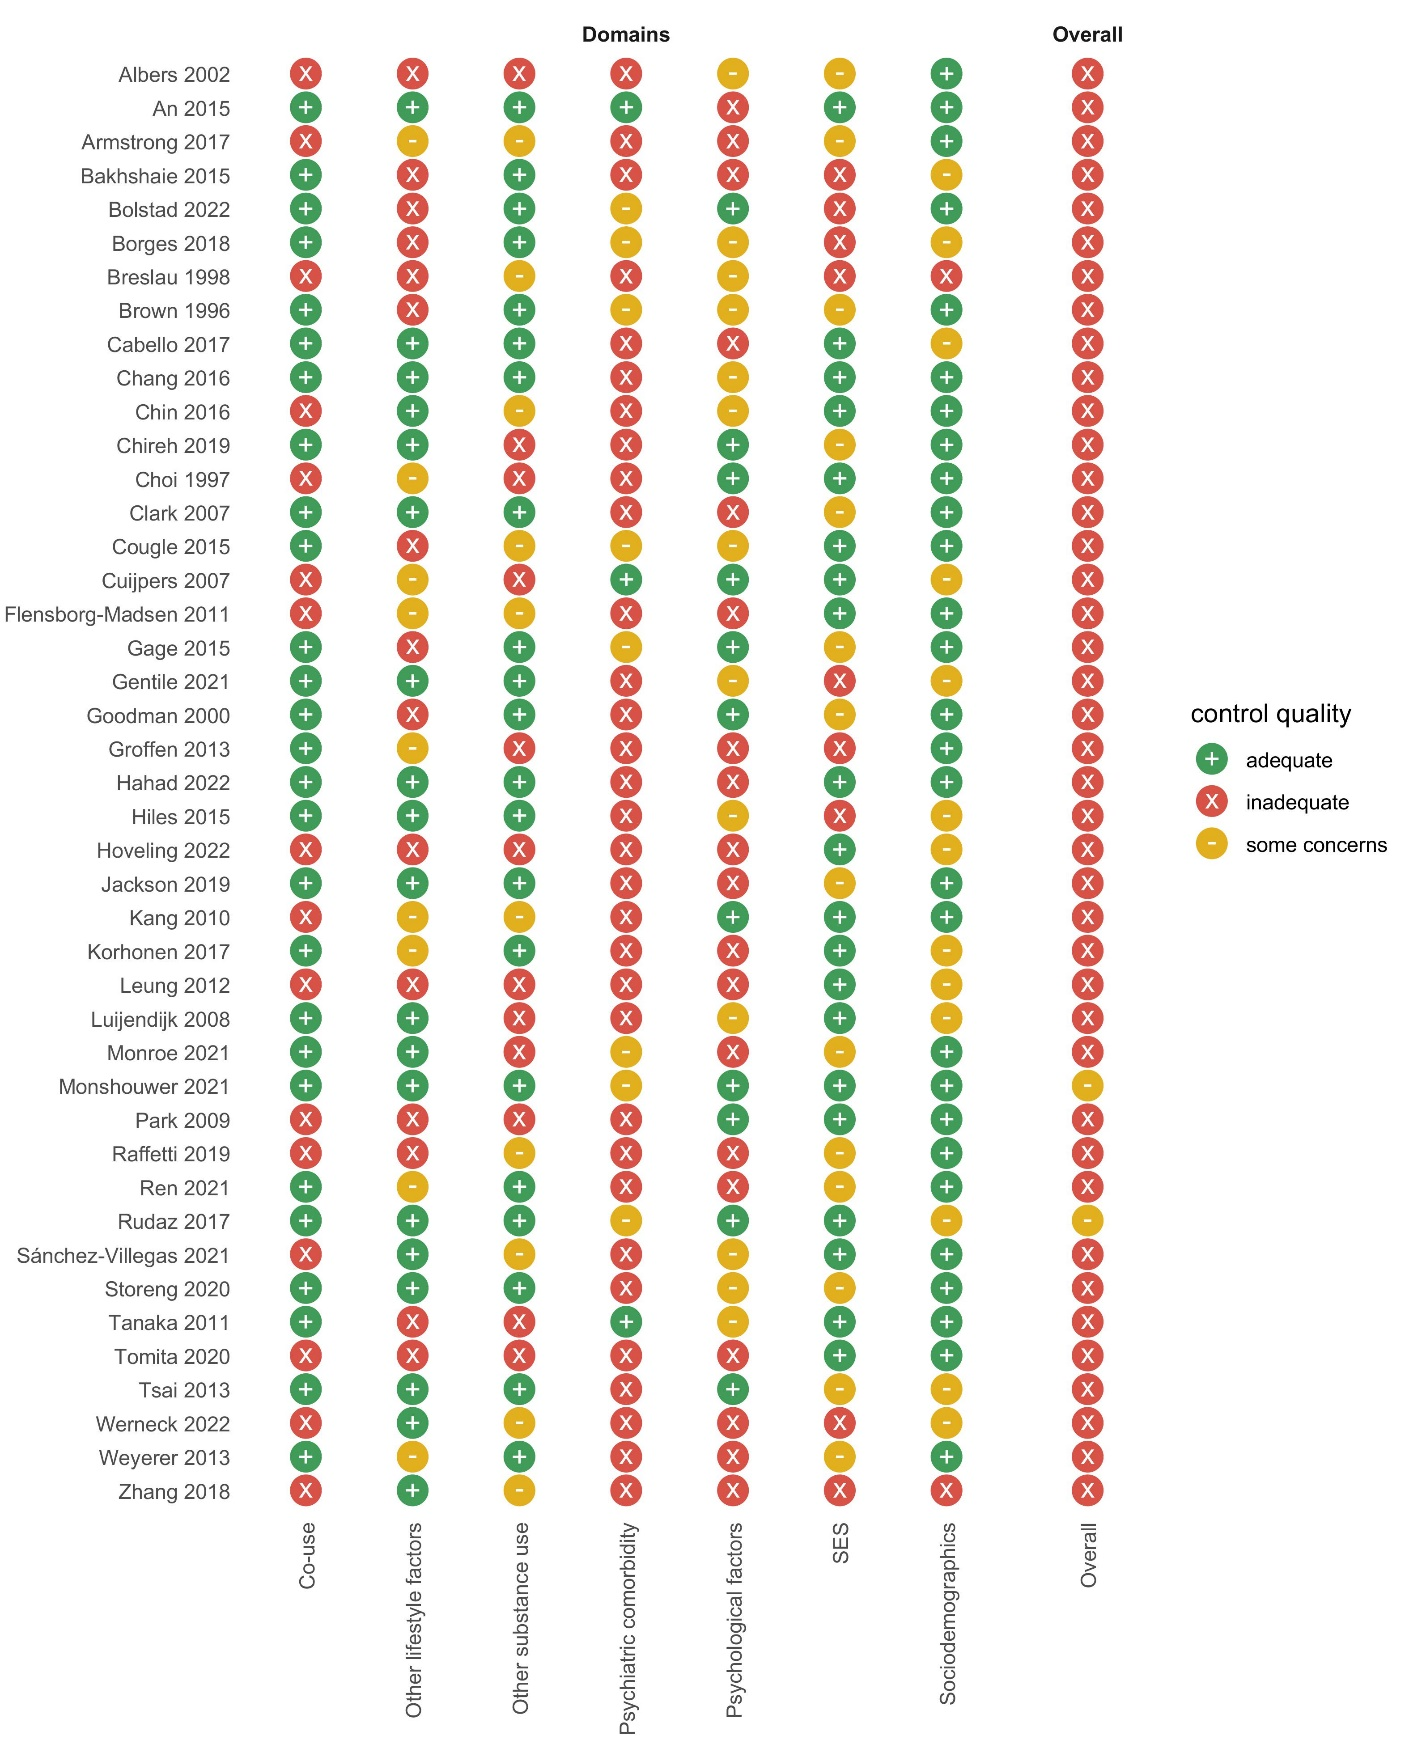 Domains Overall
Albers 2002 X X X X - - + X
An 2015 + + + + X + + X
Armstrong 2017 X - - X X - + X
Bakhshaie 2015 + X + X X X - X
Bolstad 2022 + X + - + X + X
Borges 2018 + X + - - X - X
Breslau 1998 X X - X - X X X
Brown 1996 + X + - - - + X
Cabello 2017 + + + X X + - X
Chang 2016 + + + X - + + X
Chin 2016 X + - X - + + X
Chireh 2019 + + X X + - + X
Choi 1997 X - X X + + + X
Clark 2007 + + + X X - + X
Cougle 2015 + X - - - + + X
Cuijpers 2007 X - X + + + - X
Flensborg-Madsen 2011 X - - X X + + X
Gage 2015 + X + - + - + X
Gentile 2021 + + + X - X - X
Goodman 2000 + X + X + - + X
Groffen 2013 + - X X X X + X
Hahad 2022 + + + X X + + X
Hiles 2015 + + + X - X - X
Hoveling 2022 X X X X X + - X
Jackson 2019 + + + X X - + X
Kang 2010 X - - X + + + X
Korhonen 2017 + - + X X + - X
Leung 2012 X X X X X + - X
Luijendijk 2008 + + X X - + - X
Monroe 2021 + + X - X - + X
Monshouwer 2021 + + + - + + + -
Park 2009 X X X X + + + X
Raffetti 2019 X X - X X - + X
Ren 2021 + - + X X - + X
Rudaz 2017 + + + - + + - -
Sánchez-Villegas 2021 X + - X - + + X
Storeng 2020 + + + X - - + X
Tanaka 2011 + X X + - + + X
Tomita 2020 X X X X X + + X
Tsai 2013 + + + X + - - X
Werneck 2022 X + - X X X - X
Weyerer 2013 + - + X X - + X
Zhang 2018 X + - X X X X X
Co-use
Other lifestyle factors
Other substance use
Psychiatric comorbidity
Psychological factors
SES
Sociodemographics
Overall
control quality
+ adequate
X inadequate
- some concerns